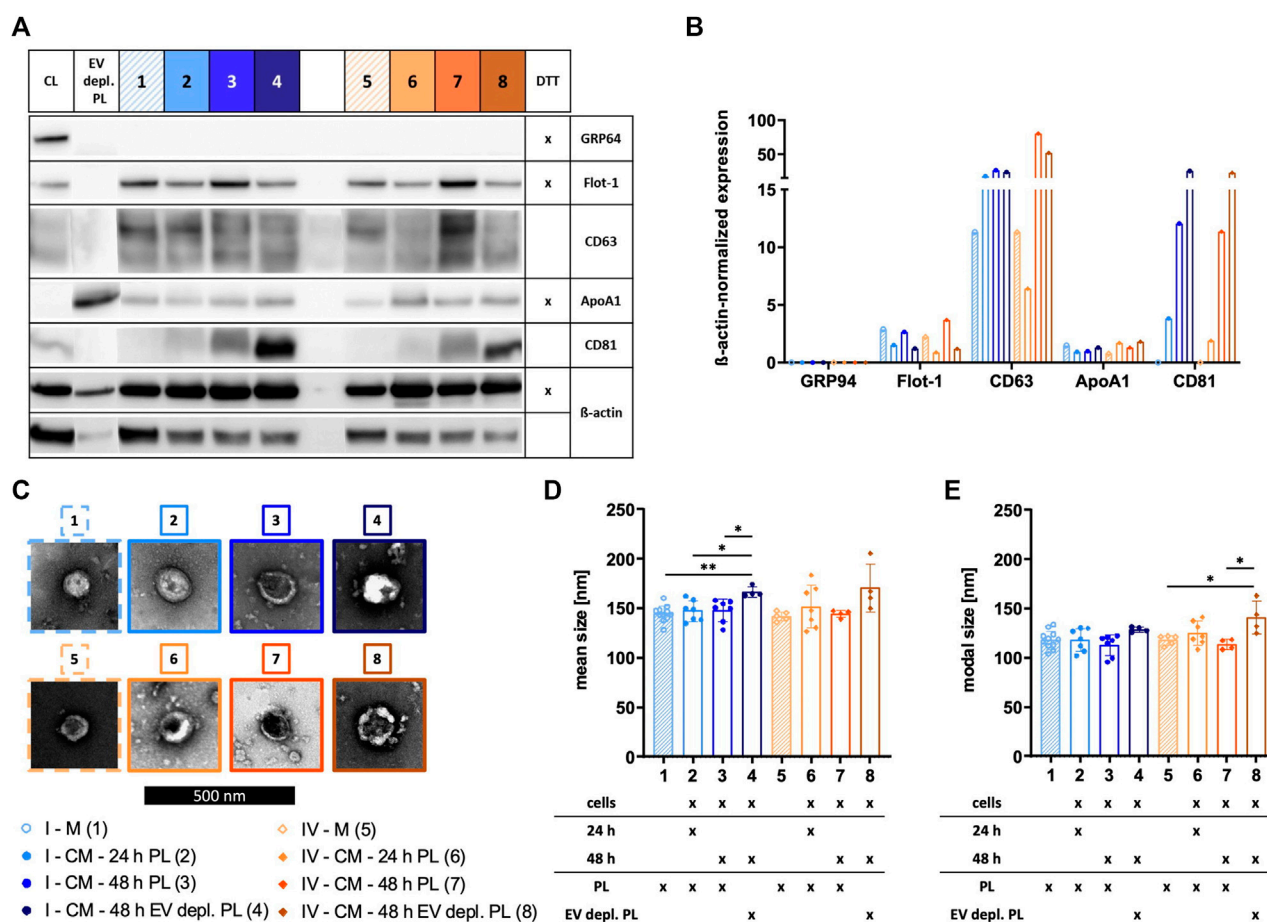 A
CL EV depl. PL 1 2 3 4 5 6 7 8 DTT
x GRP64
x Flot-1
CD63
x ApoA1
CD81
x ß-actin
B
ß-actin-normalized expression
100
50
15
10
5
0
GRP94 Flot-1 CD63 ApoA1 CD81
C
1 2 3 4
5 6 7 8
500 nm
I - M (1)
I - CM - 24 h PL (2)
I - CM - 48 h PL (3)
I - CM - 48 h EV depl. PL (4)
IV - M (5)
IV - CM - 24 h PL (6)
IV - CM - 48 h PL (7)
IV - CM - 48 h EV depl. PL (8)
D
mean size [nm]
250
200
150
100
50
0
*
*
**
1 2 3 4 5 6 7 8
cells x x x x x x
24 h x x
48 h x x x x
PL x x x x x x
EV depl. PL x x
E
modal size [nm]
250
200
150
100
50
0
*
*
1 2 3 4 5 6 7 8
cells x x x x x x
24 h x x
48 h x x x x
PL x x x x x x
EV depl. PL x x